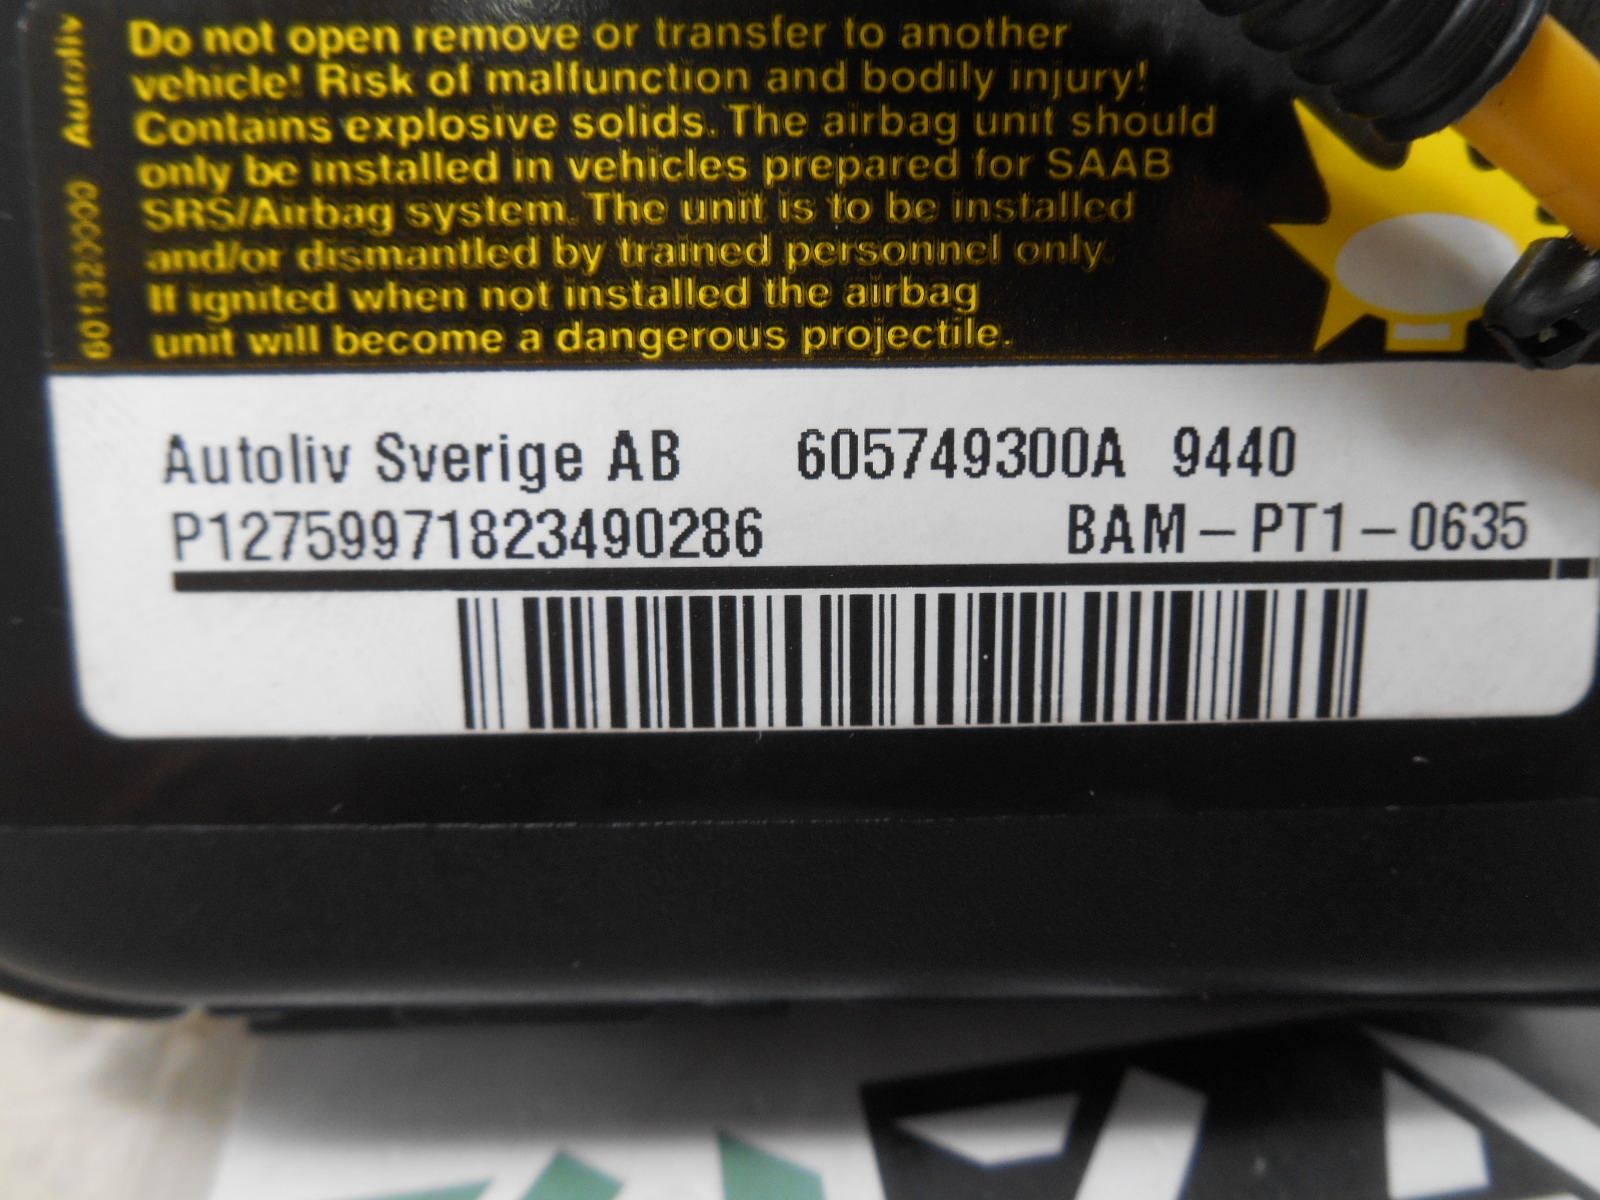 Do not open remove or transfer to another
vehicle! Risk of malfunction and bodily injury!
Contains explosive solids. The airbag unit should
only be installed in vehicles prepared for SAAB
SRS/Airbag system. The unit is to be installed
and/or dismantled by trained personnel only.
If ignited when not installed the airbag
unit will become a dangerous projectile.
601320000 Autoliv
Autoliv Sverige AB 605749300A 9440
P12759971823490286 BAM-PT1-0635